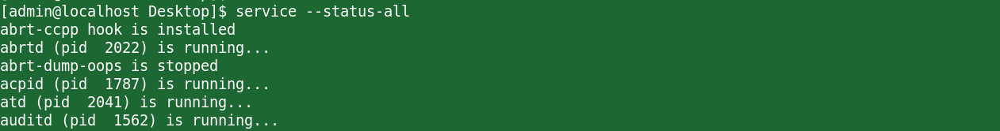 [admin@localhost Desktop]$ service --status-all
abrt-ccpp hook is installed
abrtd (pid  2022) is running...
abrt-dump-oops is stopped
acpid (pid  1787) is running...
atd (pid  2041) is running...
auditd (pid  1562) is running...